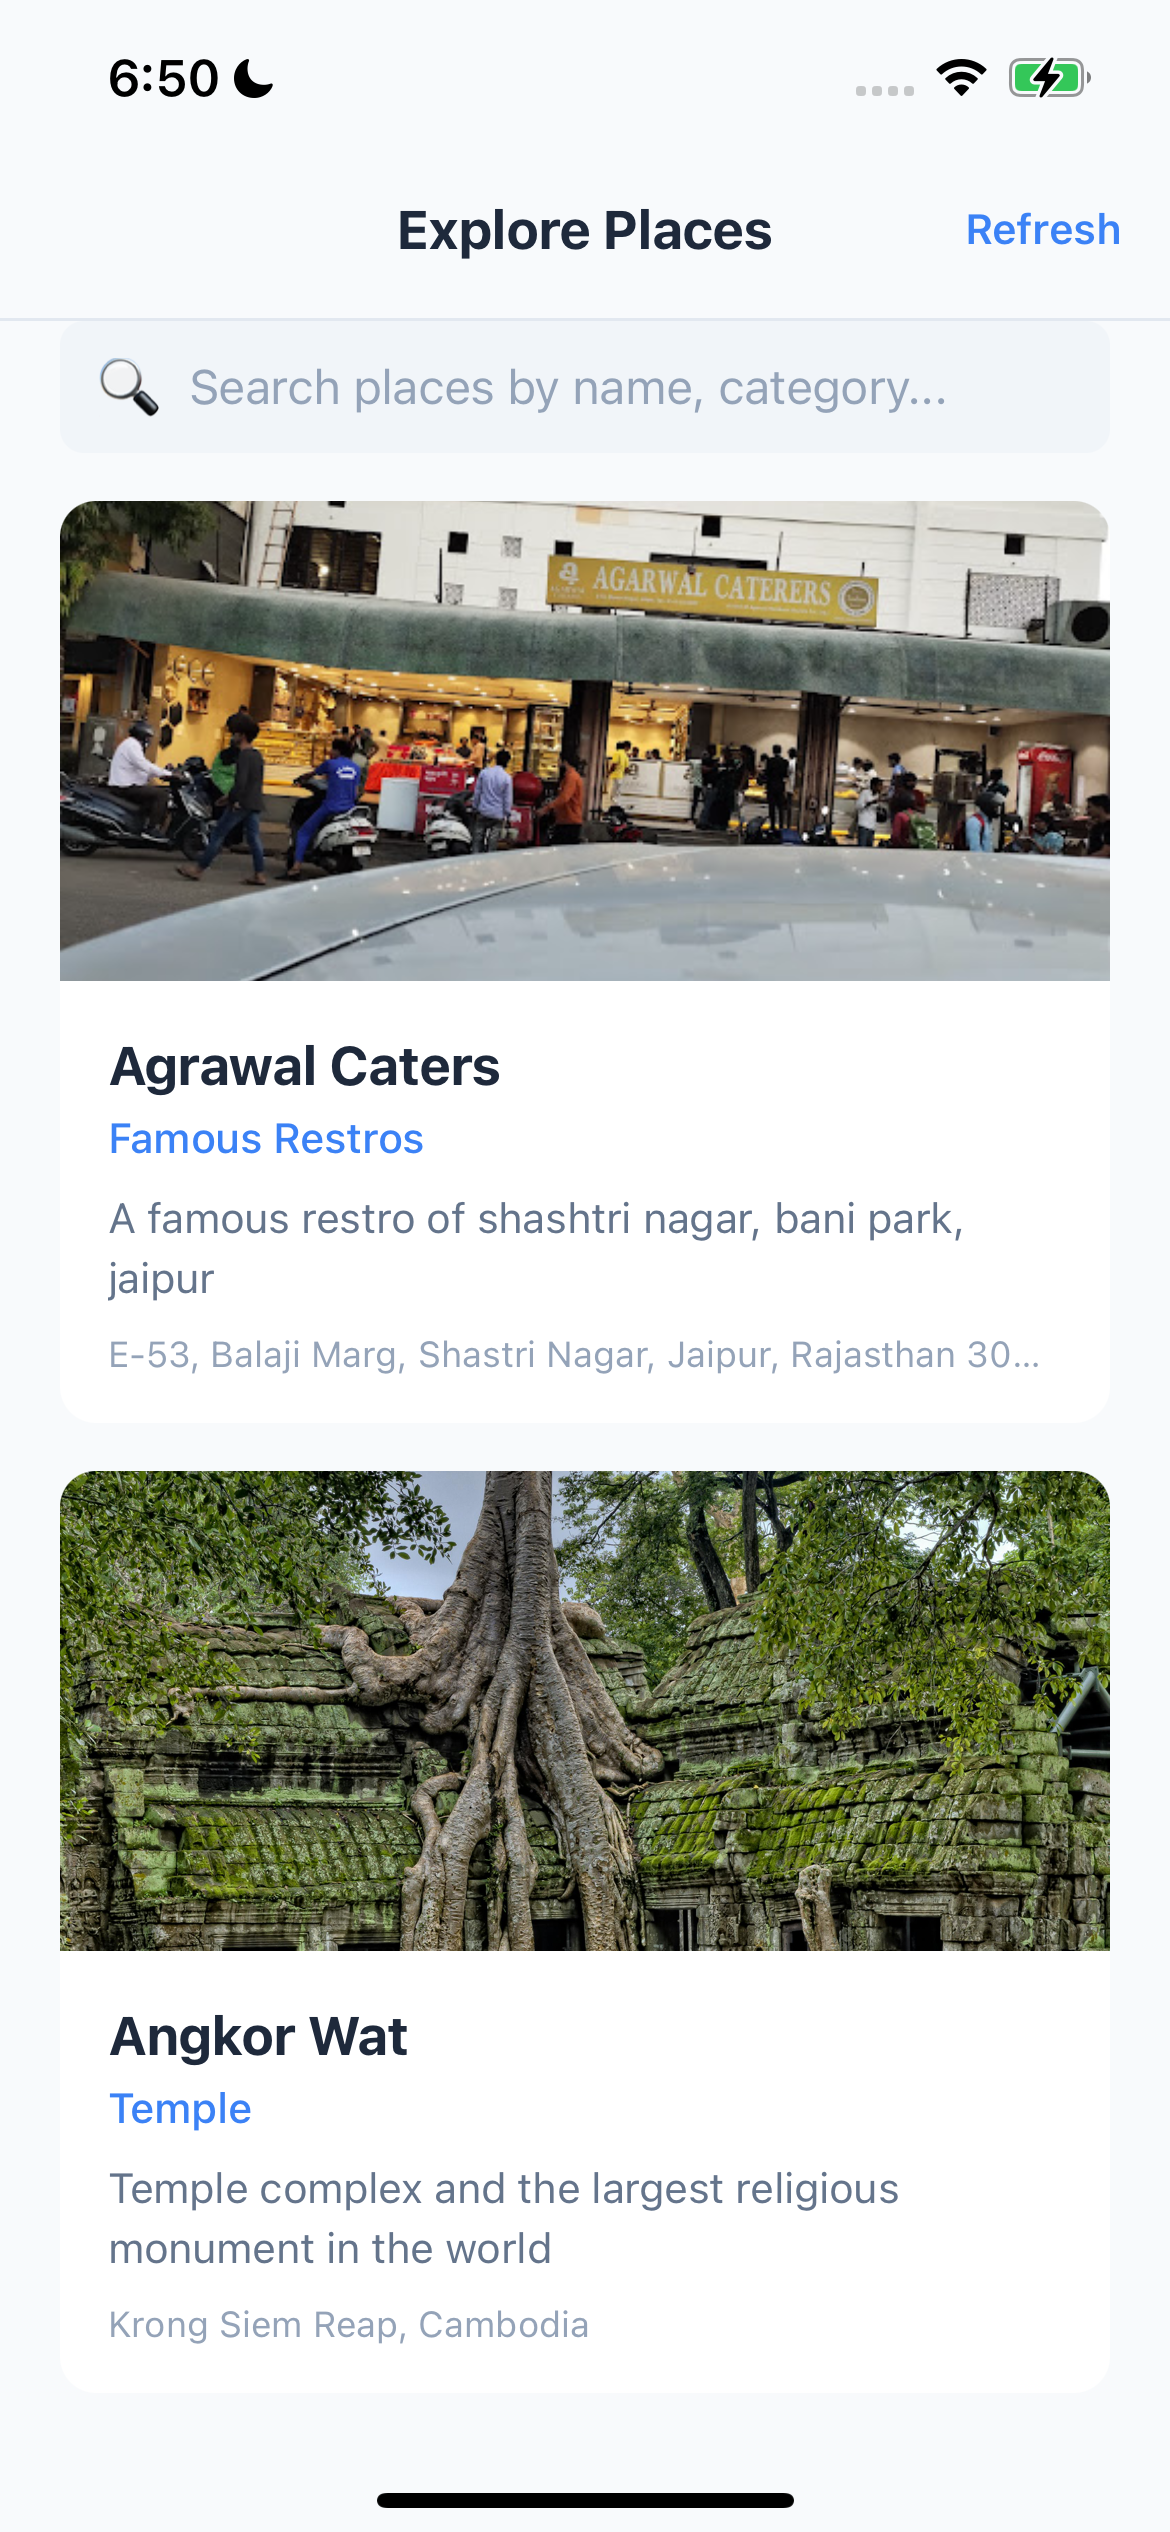 6:50
Explore Places
Refresh
Search places by name, category...
AGARWAL CATERERS
Agrawal Caters
Famous Restros
A famous restro of shashtri nagar, bani park,
jaipur
E-53, Balaji Marg, Shastri Nagar, Jaipur, Rajasthan 30...
Angkor Wat
Temple
Temple complex and the largest religious
monument in the world
Krong Siem Reap, Cambodia